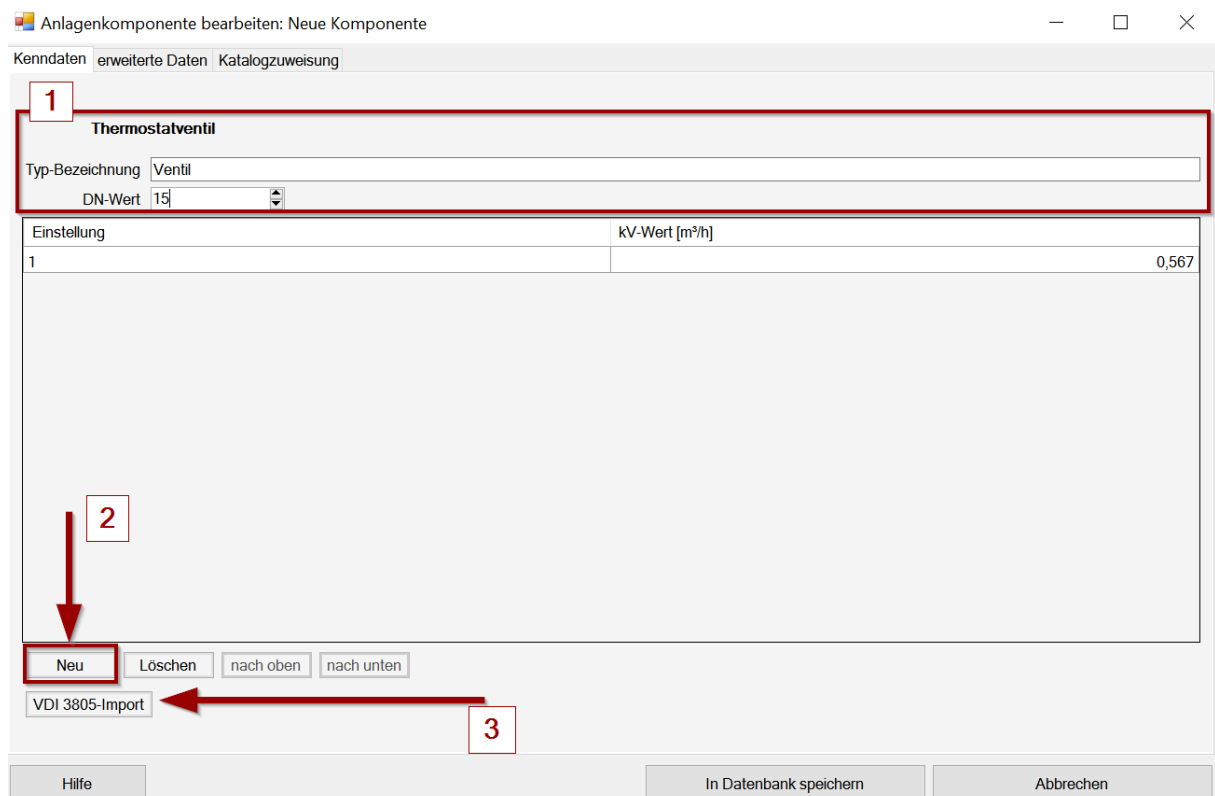 Anlagenkomponente bearbeiten: Neue Komponente
Kenndaten erweiterte Daten Katalogzuweisung
1
Thermostatventil
Typ-Bezeichnung Ventil
DN-Wert 15
Einstellung kV-Wert [m³/h]
1 0,567
2
Neu Löschen nach oben nach unten
VDI 3805-Import
3
Hilfe In Datenbank speichern Abbrechen